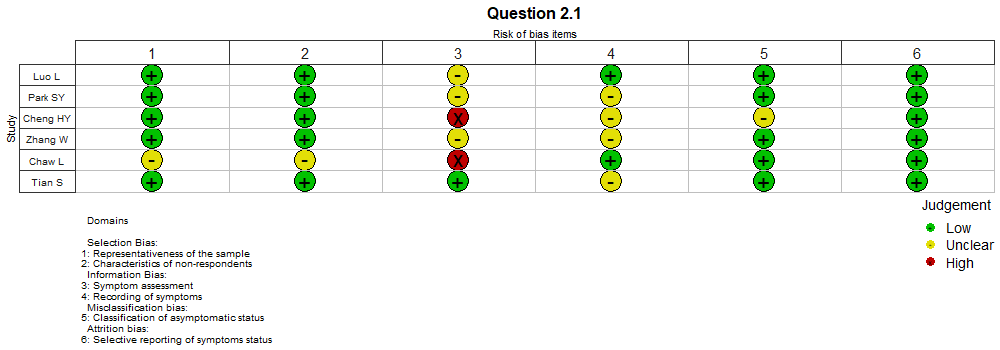 Question 2.1
Risk of bias items
1 2 3 4 5 6
Study
Luo L + + - + + +
Park SY + + - - + +
Cheng HY + + X - - +
Zhang W + + - - + +
Chaw L - - X + + +
Tian S + + + - + +
Judgement
Low
Unclear
High
Domains
Selection Bias:
1: Representativeness of the sample
2: Characteristics of non-respondents
Information Bias:
3: Symptom assessment
4: Recording of symptoms
Misclassification bias:
5: Classification of asymptomatic status
Attrition bias:
6: Selective reporting of symptoms status